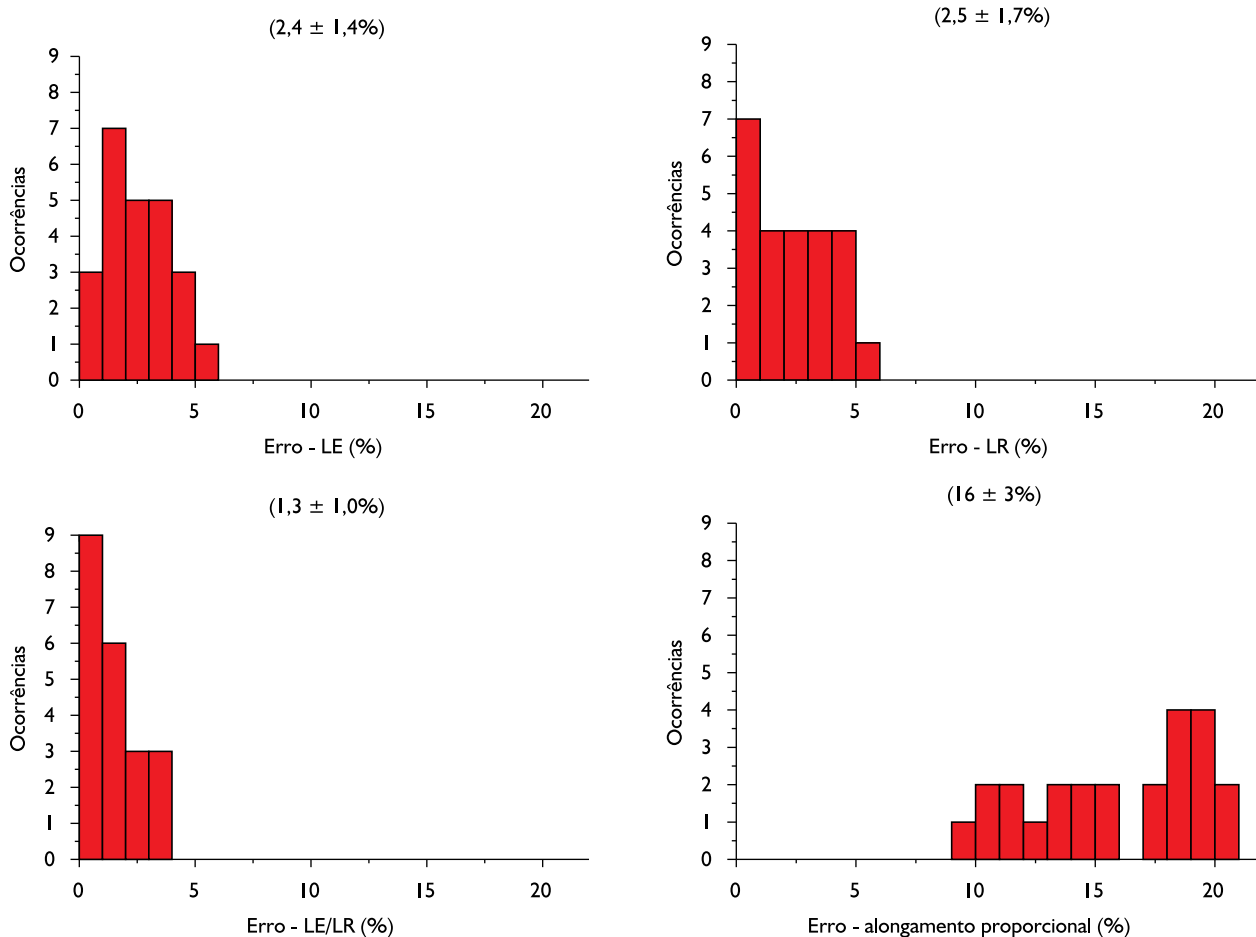 (2,4 ± 1,4%)
9
8
7
6
5
4
3
2
1
0
Ocorrências
0 5 10 15 20
Erro - LE (%)
(2,5 ± 1,7%)
9
8
7
6
5
4
3
2
1
0
Ocorrências
0 5 10 15 20
Erro - LR (%)
(1,3 ± 1,0%)
9
8
7
6
5
4
3
2
1
0
Ocorrências
0 5 10 15 20
Erro - LE/LR (%)
(16 ± 3%)
9
8
7
6
5
4
3
2
1
0
Ocorrências
0 5 10 15 20
Erro - alongamento proporcional (%)